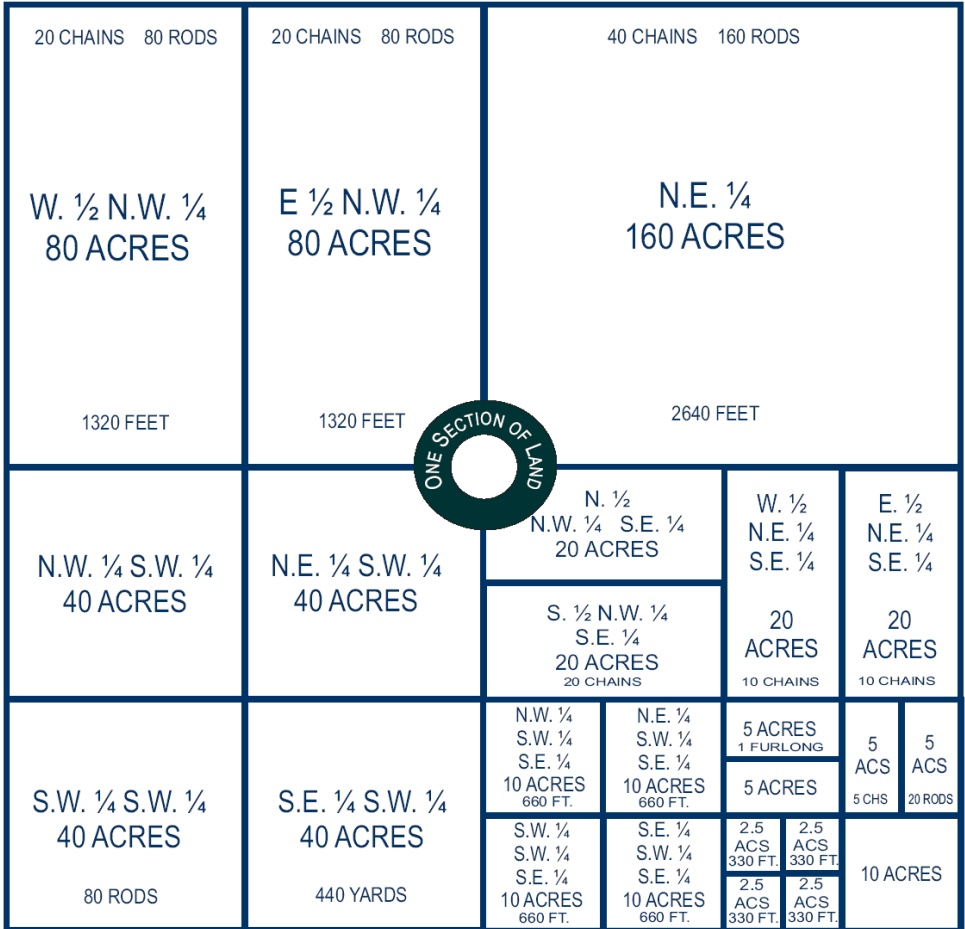 20 CHAINS 80 RODS
W. ½ N.W. ¼
80 ACRES
1320 FEET
20 CHAINS 80 RODS
E ½ N.W. ¼
80 ACRES
1320 FEET
40 CHAINS 160 RODS
N.E. ¼
160 ACRES
2640 FEET
ONE SECTION OF LAND
N.W. ¼ S.W. ¼
40 ACRES
N.E. ¼ S.W. ¼
40 ACRES
N. ½
N.W. ¼ S.E. ¼
20 ACRES
S. ½ N.W. ¼
S.E. ¼
20 ACRES
20 CHAINS
W. ½
N.E. ¼
S.E. ¼
20
ACRES
10 CHAINS
E. ½
N.E. ¼
S.E. ¼
20
ACRES
10 CHAINS
S.W. ¼ S.W. ¼
40 ACRES
80 RODS
S.E. ¼ S.W. ¼
40 ACRES
440 YARDS
N.W. ¼
S.W. ¼
S.E. ¼
10 ACRES
660 FT.
N.E. ¼
S.W. ¼
S.E. ¼
10 ACRES
660 FT.
5 ACRES
1 FURLONG
5 ACRES
5
ACS
5 CHS
5
ACS
20 RODS
S.W. ¼
S.W. ¼
S.E. ¼
10 ACRES
660 FT.
S.E. ¼
S.W. ¼
S.E. ¼
10 ACRES
660 FT.
2.5
ACS
330 FT.
2.5
ACS
330 FT.
2.5
ACS
330 FT.
2.5
ACS
330 FT.
10 ACRES